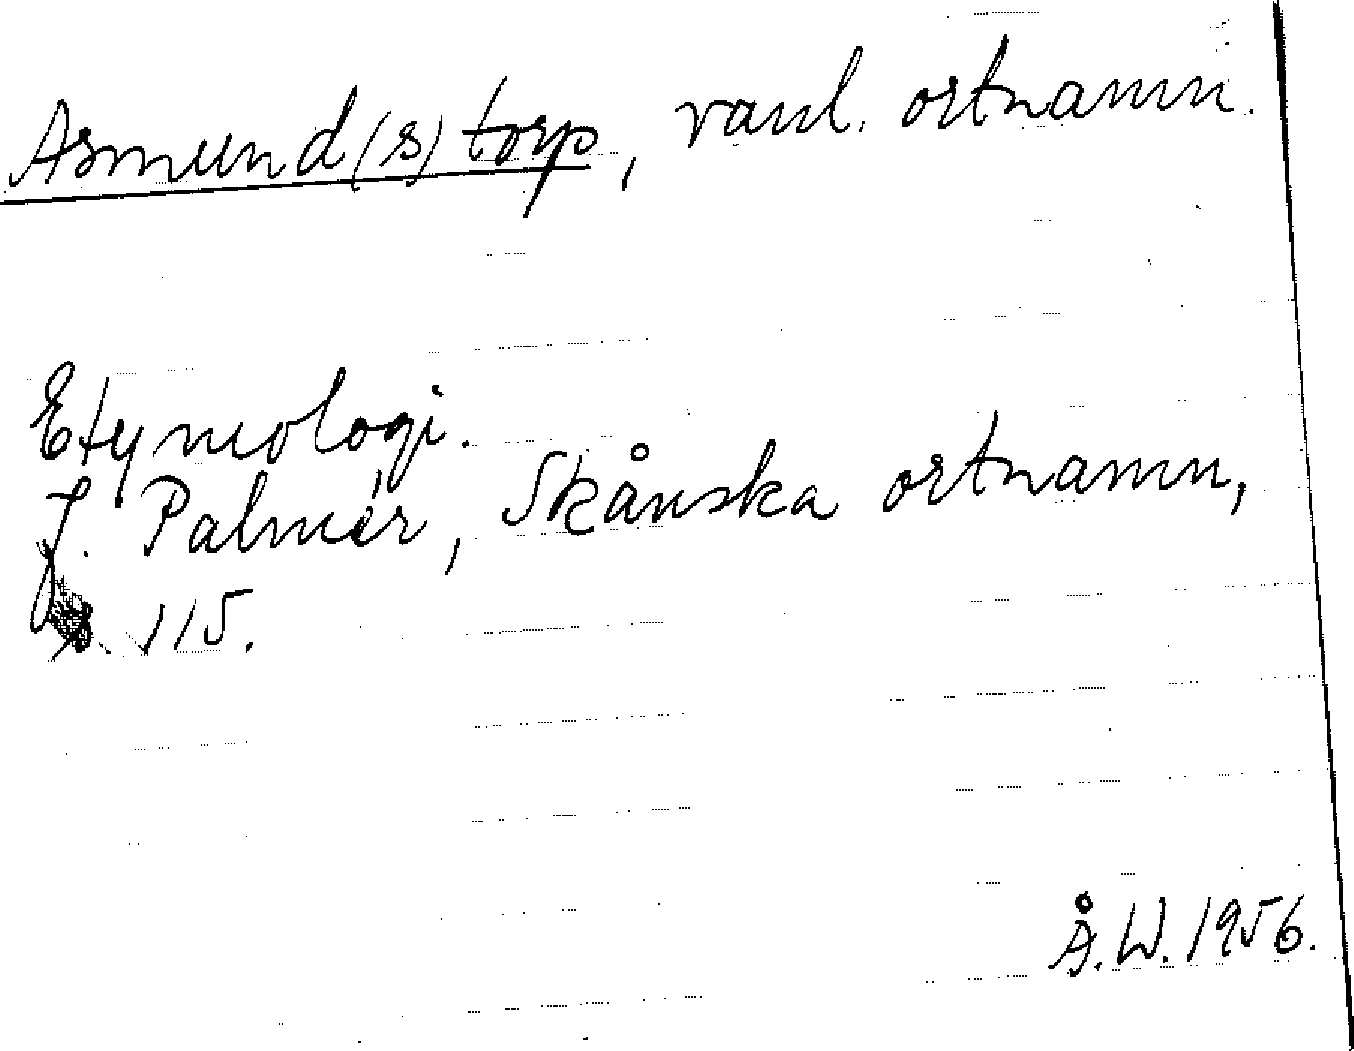 Asmund(s)torp, vanl. ortnamn.
Etymologi.
J. Palmér, Skånska ortnamn,
s. 115.
Å.W. 1956.